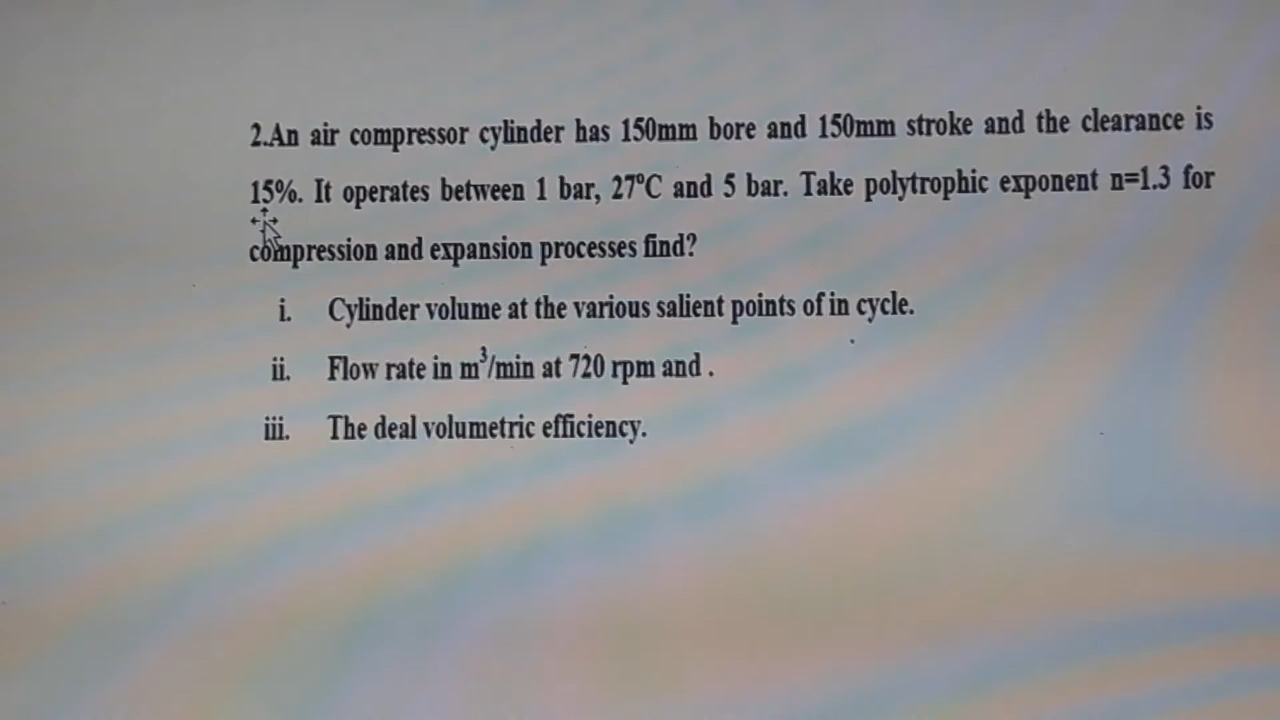 2.An air compressor cylinder has 150mm bore and 150mm stroke and the clearance is
15%. It operates between 1 bar, 27°C and 5 bar. Take polytrophic exponent n=1.3 for
compression and expansion processes find?
i. Cylinder volume at the various salient points of in cycle.
ii. Flow rate in m³/min at 720 rpm and .
iii. The deal volumetric efficiency.